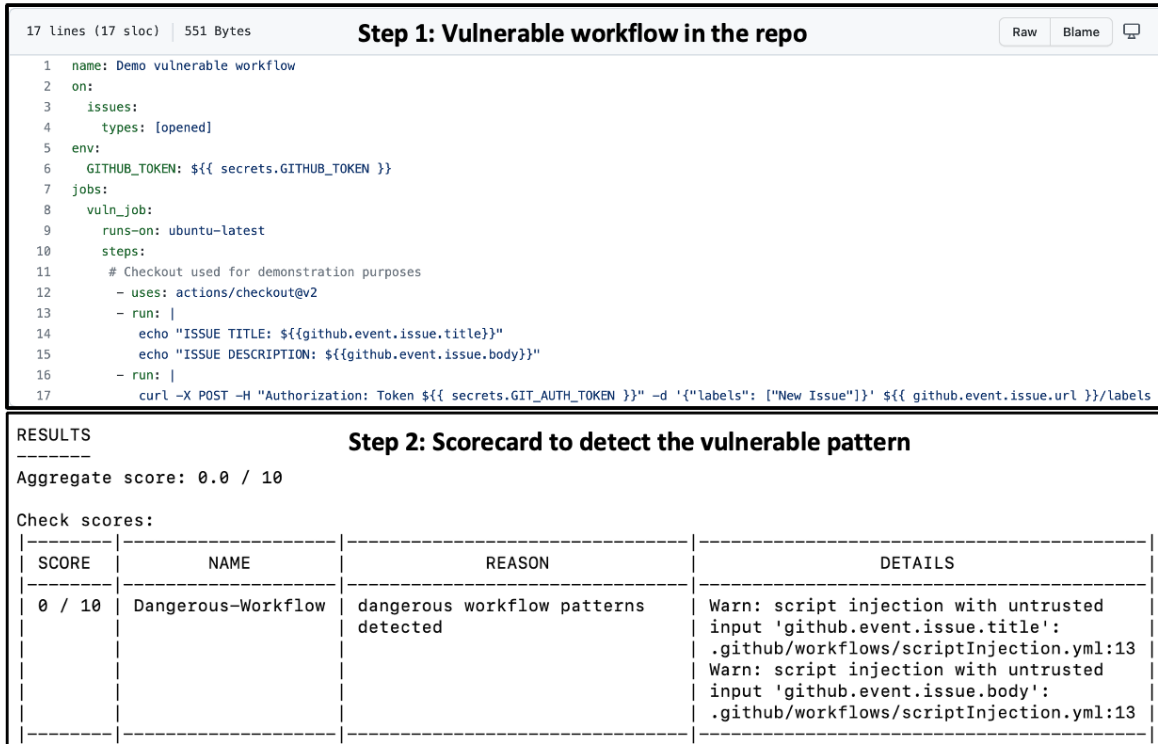 17 lines (17 sloc) 551 Bytes Step 1: Vulnerable workflow in the repo Raw Blame
1 name: Demo vulnerable workflow
2 on:
3 issues:
4 types: [opened]
5 env:
6 GITHUB_TOKEN: ${{ secrets.GITHUB_TOKEN }}
7 jobs:
8 vuln_job:
9 runs-on: ubuntu-latest
10 steps:
11 # Checkout used for demonstration purposes
12 - uses: actions/checkout@v2
13 - run: |
14 echo "ISSUE TITLE: ${{github.event.issue.title}}"
15 echo "ISSUE DESCRIPTION: ${{github.event.issue.body}}"
16 - run: |
17 curl -X POST -H "Authorization: Token ${{ secrets.GIT_AUTH_TOKEN }}" -d '{"labels": ["New Issue"]}' ${{ github.event.issue.url }}/labels
RESULTS Step 2: Scorecard to detect the vulnerable pattern
-------
Aggregate score: 0.0 / 10
Check scores:
|--------|--------------------|--------------------------------|------------------------------------------|
| SCORE | NAME | REASON | DETAILS |
|--------|--------------------|--------------------------------|------------------------------------------|
| 0 / 10 | Dangerous-Workflow | dangerous workflow patterns | Warn: script injection with untrusted |
| | | detected | input 'github.event.issue.title': |
| | | | .github/workflows/scriptInjection.yml:13 |
| | | | Warn: script injection with untrusted |
| | | | input 'github.event.issue.body': |
| | | | .github/workflows/scriptInjection.yml:13 |
|--------|--------------------|--------------------------------|------------------------------------------|